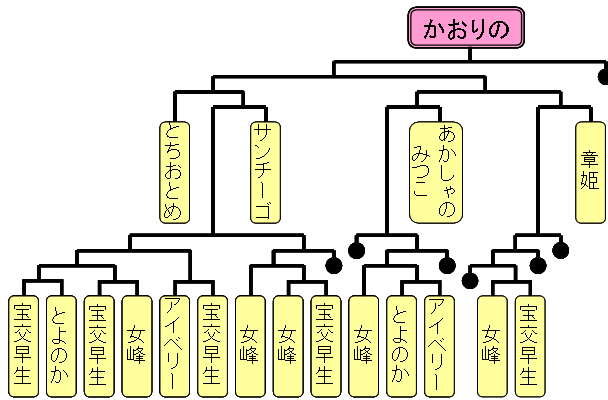 かおりの
とちおとめ
サンチーゴ
あかしゃの
みつこ
章姫
宝交早生
とよのか
宝交早生
女峰
アイベリー
宝交早生
女峰
女峰
宝交早生
女峰
とよのか
アイベリー
女峰
宝交早生